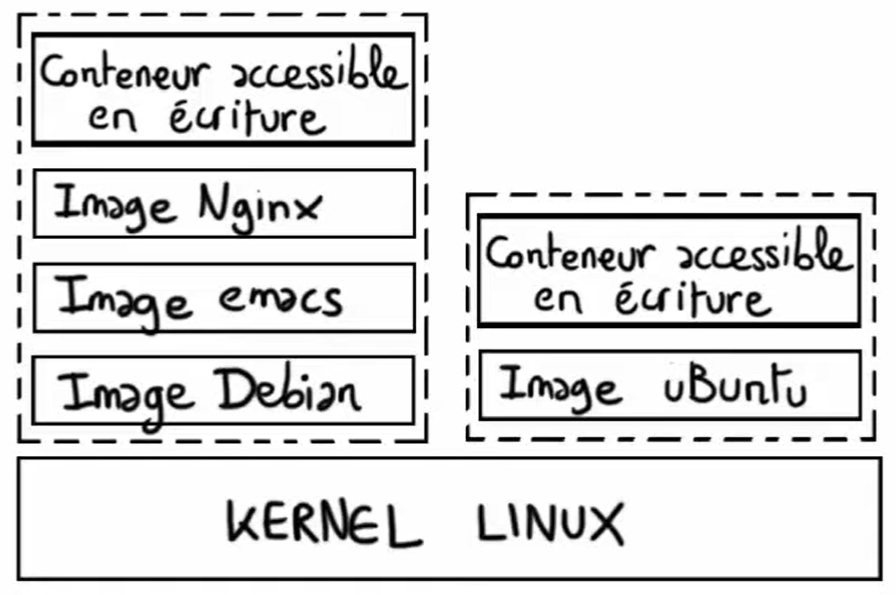 Conteneur accessible
en écriture
Image Nginx
Image emacs
Image Debian
Conteneur accessible
en écriture
Image uBuntu
KERNEL LINUX